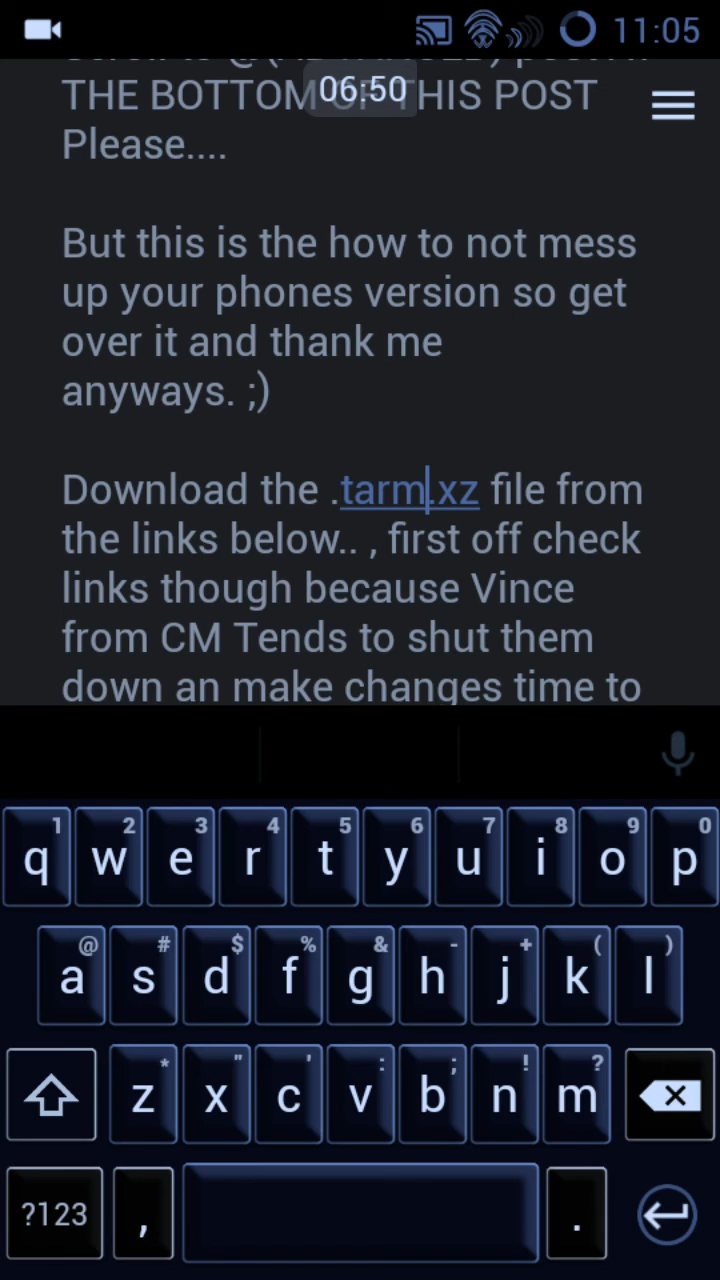 11:05
THE BOTTOM OF THIS POST
06:50
Please....
But this is the how to not mess
up your phones version so get
over it and thank me
anyways. ;)
Download the .tarm.xz file from
the links below.. , first off check
links though because Vince
from CM Tends to shut them
down an make changes time to
1 2 3 4 5 6 7 8 9 0
q w e r t y u i o p
@ # $ % & - + ( )
a s d f g h j k l
* " ' : ; ! ?
z x c v b n m
?123 , .